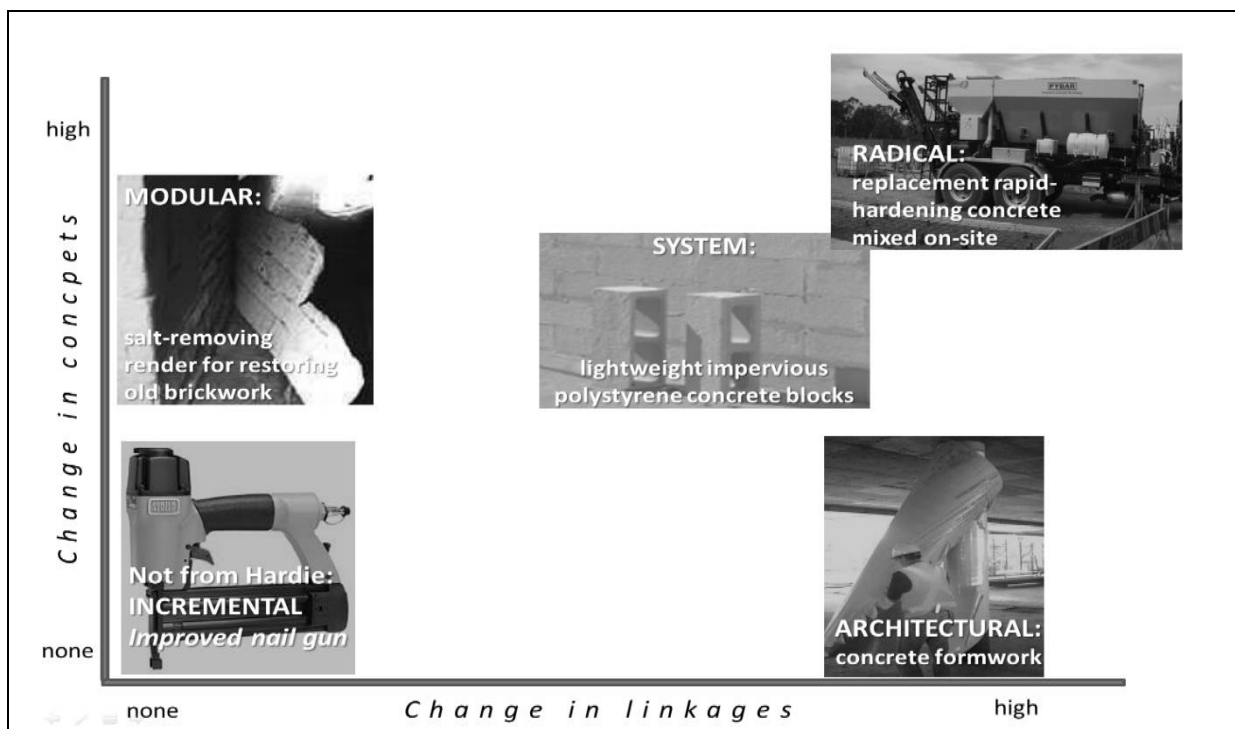 high
Change in concpets
none
MODULAR:
salt-removing
render for restoring
old brickwork
SYSTEM:
lightweight impervious
polystyrene concrete blocks
PYBAR
RADICAL:
replacement rapid-
hardening concrete
mixed on-site
Not from Hardie:
INCREMENTAL
Improved nail gun
ARCHITECTURAL:
concrete formwork
none
Change in linkages
high